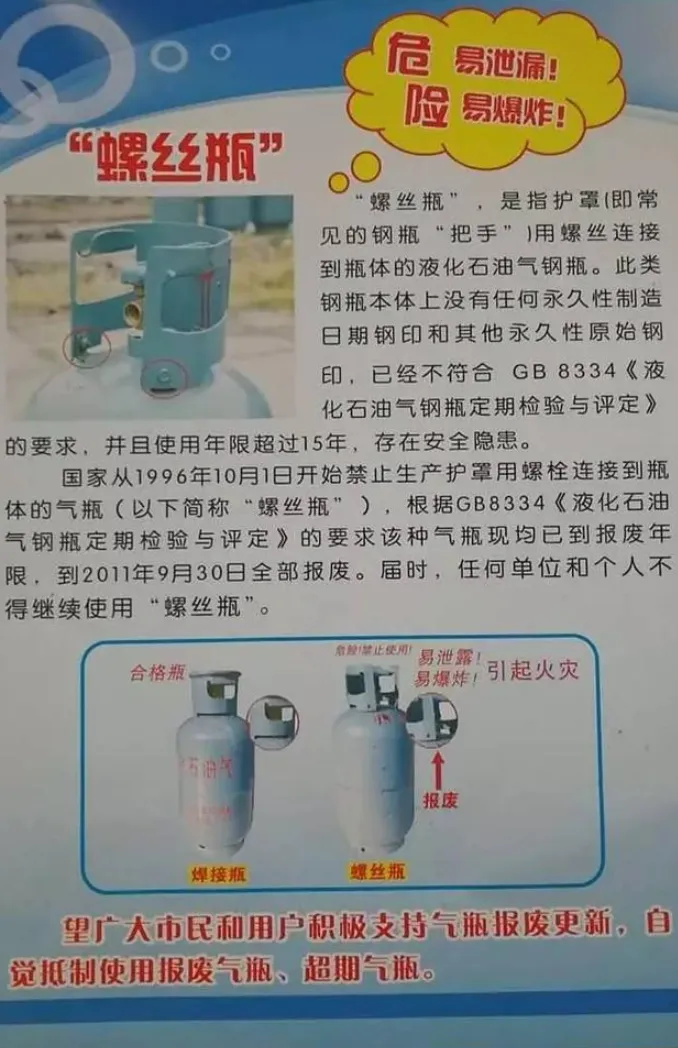 危 易泄漏!
险 易爆炸!
“螺丝瓶”
“螺丝瓶”，是指护罩(即常
见的钢瓶“把手”)用螺丝连接
到瓶体的液化石油气钢瓶。此类
钢瓶本体上没有任何永久性制造
日期钢印和其他永久性原始钢
印，已经不符合 GB 8334《液
化石油气钢瓶定期检验与评定》
的要求，并且使用年限超过15年，存在安全隐患。
国家从1996年10月1日开始禁止生产护罩用螺栓连接到瓶
体的气瓶（以下简称“螺丝瓶”），根据GB8334《液化石油
气钢瓶定期检验与评定》的要求该种气瓶现均已到报废年
限，到2011年9月30日全部报废。届时，任何单位和个人不
得继续使用“螺丝瓶”。
合格瓶
石油气
焊接瓶
危险!禁止使用!
易泄露!
易爆炸!
引起火灾
报废
螺丝瓶
望广大市民和用户积极支持气瓶报废更新，自
觉抵制使用报废气瓶、超期气瓶。